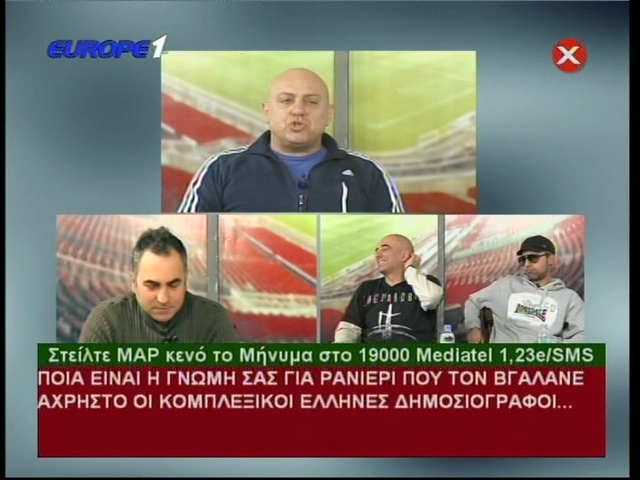 EUROPE1
Στείλτε ΜΑΡ κενό το Μήνυμα στο 19000 Mediatel 1,23e/SMS
ΠΟΙΑ ΕΙΝΑΙ Η ΓΝΩΜΗ ΣΑΣ ΓΙΑ ΡΑΝΙΕΡΙ ΠΟΥ ΤΟΝ ΒΓΑΛΑΝΕ
ΑΧΡΗΣΤΟ ΟΙ ΚΟΜΠΛΕΞΙΚΟΙ ΕΛΛΗΝΕΣ ΔΗΜΟΣΙΟΓΡΑΦΟΙ...